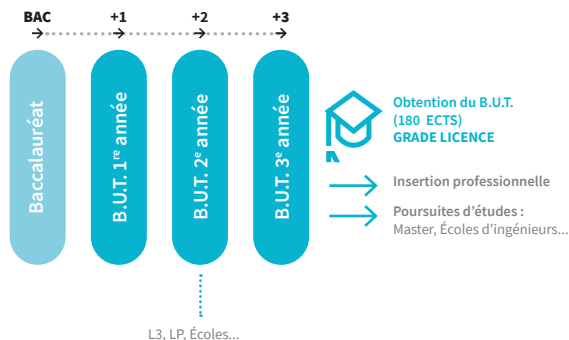 BAC +1 +2 +3
Baccalauréat
B.U.T. 1re année
B.U.T. 2e année
B.U.T. 3e année
Obtention du B.U.T.
(180 ECTS)
GRADE LICENCE
Insertion professionnelle
Poursuites d'études :
Master, Écoles d'ingénieurs...
L3, LP, Écoles...